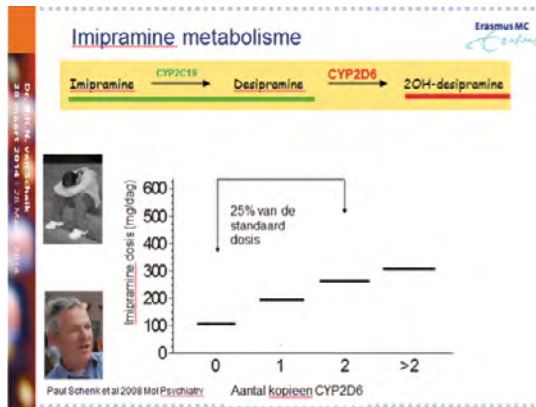 Imipramine metabolisme
Erasmus MC
Erasmus
CYP2C19
CYP2D6
Imipramine
Desipramine
2OH-desipramine
Imipramine dosis (mg/dag)
600
500
400
300
200
100
0
25% van de
standaard
dosis
0
1
2
>2
Aantal kopieen CYP2D6
Paul Schenk et al 2008 Mol Psychiatry